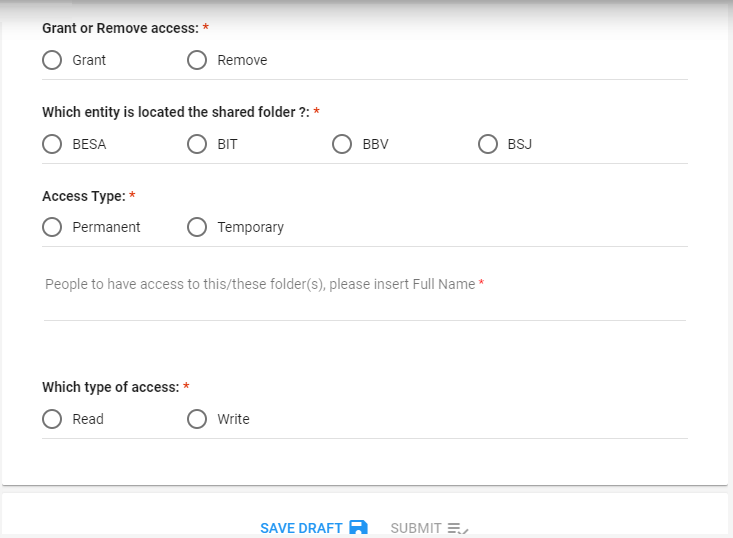 Grant or Remove access: *
Grant Remove
Which entity is located the shared folder ?: *
BESA BIT BBV BSJ
Access Type: *
Permanent Temporary
People to have access to this/these folder(s), please insert Full Name *
Which type of access: *
Read Write
SAVE DRAFT SUBMIT